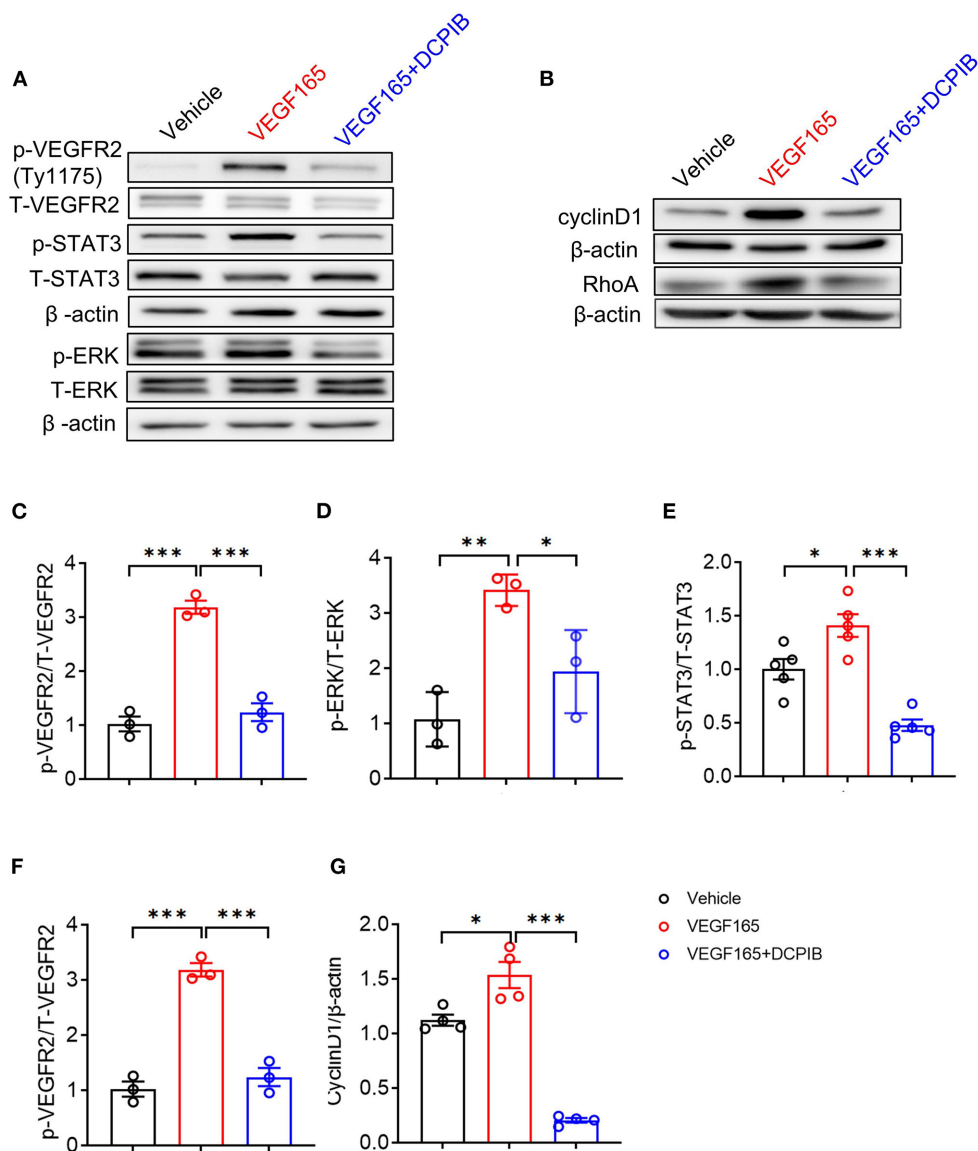 A
Vehicle
VEGF165
VEGF165+DCPIB
p-VEGFR2
(Ty1175)
T-VEGFR2
p-STAT3
T-STAT3
β -actin
p-ERK
T-ERK
β -actin
B
Vehicle
VEGF165
VEGF165+DCPIB
cyclinD1
β-actin
RhoA
β-actin
C
p-VEGFR2/T-VEGFR2
4
3
2
1
0
***
***
D
p-ERK/T-ERK
4
3
2
1
0
**
*
E
p-STAT3/T-STAT3
2.0
1.5
1.0
0.5
0.0
*
***
F
p-VEGFR2/T-VEGFR2
4
3
2
1
0
***
***
G
CyclinD1/β-actin
2.0
1.5
1.0
0.5
0.0
*
***
Vehicle
VEGF165
VEGF165+DCPIB